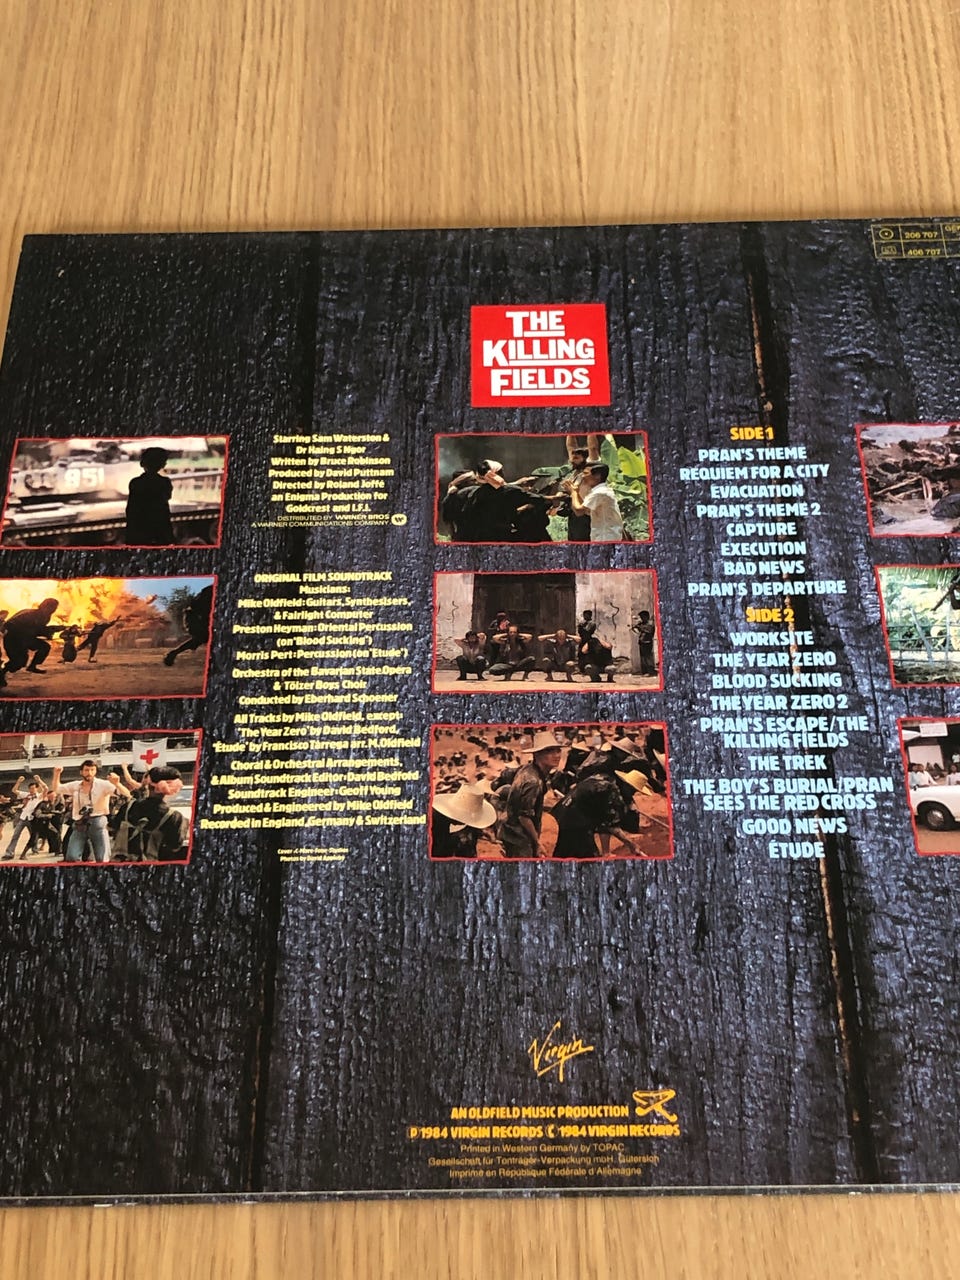 206 707
406 707
THE
KILLING
FIELDS
951
Starring Sam Waterston &
Dr Haing S Ngor
Written by Bruce Robinson
Produced by David Puttnam
Directed by Roland Joffé
an Enigma Production for
Goldcrest and I.F.I.
DISTRIBUTED BY WARNER BROS
A WARNER COMMUNICATIONS COMPANY
ORIGINAL FILM SOUNDTRACK
Musicians:
Mike Oldfield: Guitars, Synthesisers,
& Fairlight Computer
Preston Heyman: Oriental Percussion
(on "Blood Sucking")
Morris Pert: Percussion (on "Etude")
Orchestra of the Bavarian State Opera
& Tölzer Boys Choir
Conducted by Eberhard Schoener
All Tracks by Mike Oldfield, except:
"The Year Zero" by David Bedford,
"Étude" by Francisco Tarrega arr. M. Oldfield
Choral & Orchestral Arrangements,
& Album Soundtrack Editor: David Bedford
Soundtrack Engineer: Geoff Young
Produced & Engineered by Mike Oldfield
Recorded in England, Germany & Switzerland
Photos by David Appleby
SIDE 1
PRAN'S THEME
REQUIEM FOR A CITY
EVACUATION
PRAN'S THEME 2
CAPTURE
EXECUTION
BAD NEWS
PRAN'S DEPARTURE
SIDE 2
WORKSITE
THE YEAR ZERO
BLOOD SUCKING
THE YEAR ZERO 2
PRAN'S ESCAPE/THE
KILLING FIELDS
THE TREK
THE BOY'S BURIAL/PRAN
SEES THE RED CROSS
GOOD NEWS
ÉTUDE
Virgin
AN OLDFIELD MUSIC PRODUCTION
P 1984 VIRGIN RECORDS C 1984 VIRGIN RECORDS
Printed in Western Germany by TOPAC
Gesellschaft für Tonträger-Verpackung mbH, Gütersloh
Imprimé en République Fédérale d'Allemagne